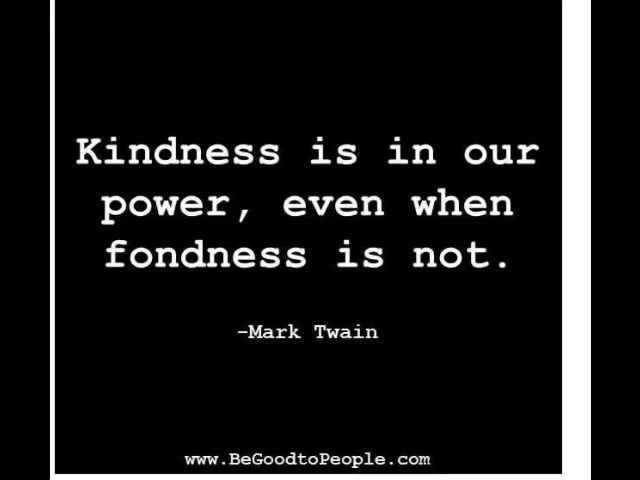 Kindness is in our
power, even when
fondness is not.
-Mark Twain
www.BeGoodtoPeople.com